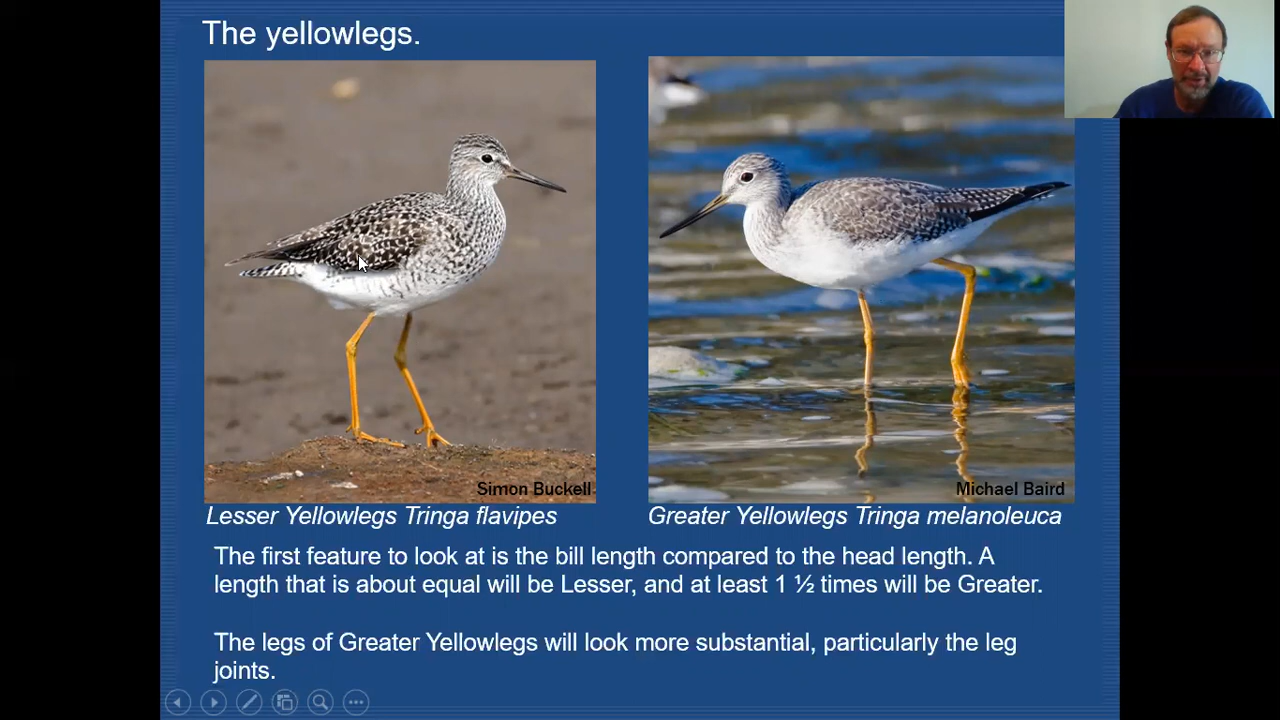 The yellowlegs.
Simon Buckell
Michael Baird
Lesser Yellowlegs Tringa flavipes
Greater Yellowlegs Tringa melanoleuca
The first feature to look at is the bill length compared to the head length. A
length that is about equal will be Lesser, and at least 1 ½ times will be Greater.
The legs of Greater Yellowlegs will look more substantial, particularly the leg
joints.